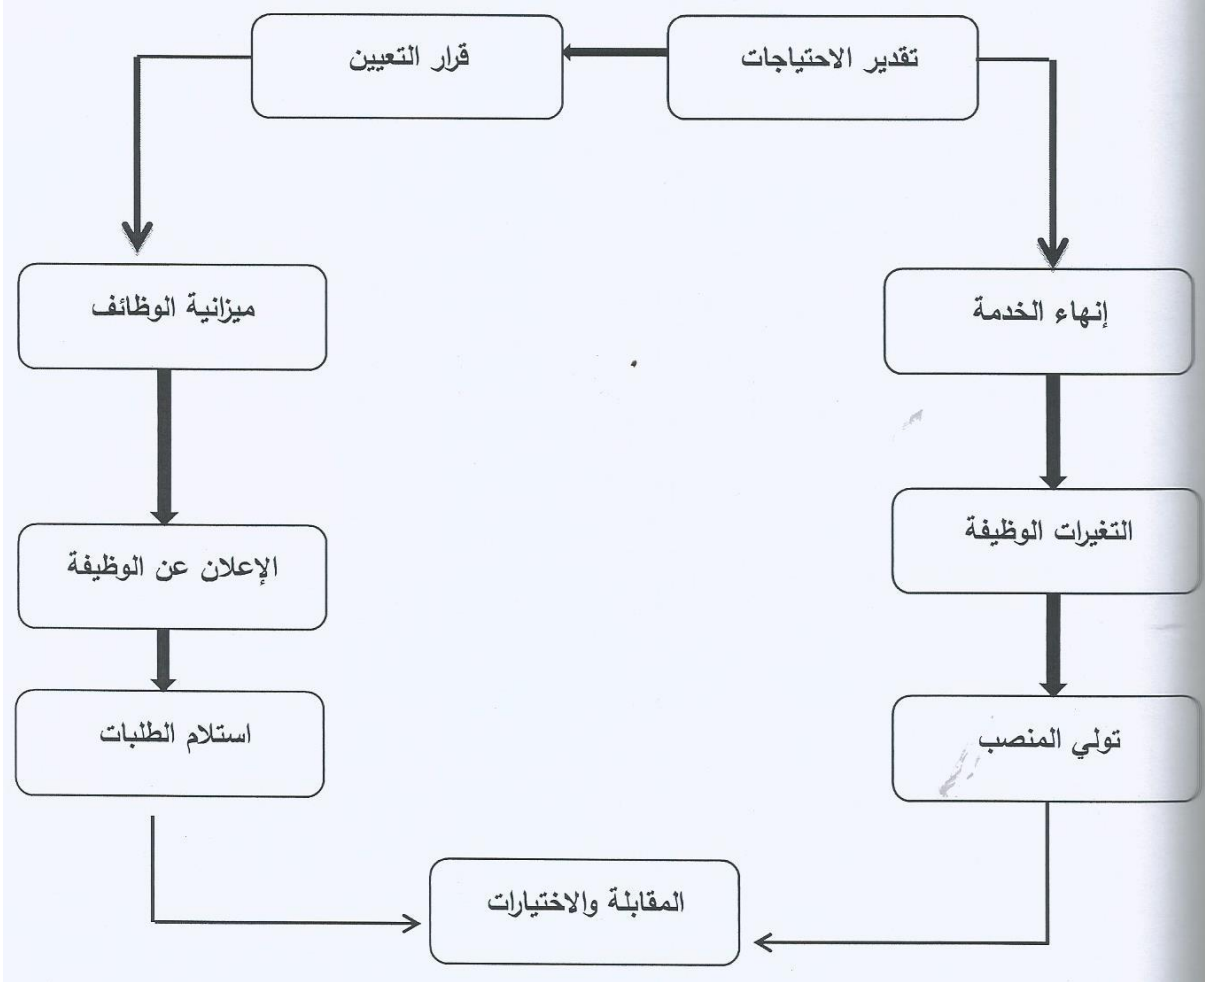 تقدير الاحتياجات
قرار التعيين
إنهاء الخدمة
ميزانية الوظائف
التغيرات الوظيفة
الإعلان عن الوظيفة
تولي المنصب
استلام الطلبات
المقابلة والاختيارات